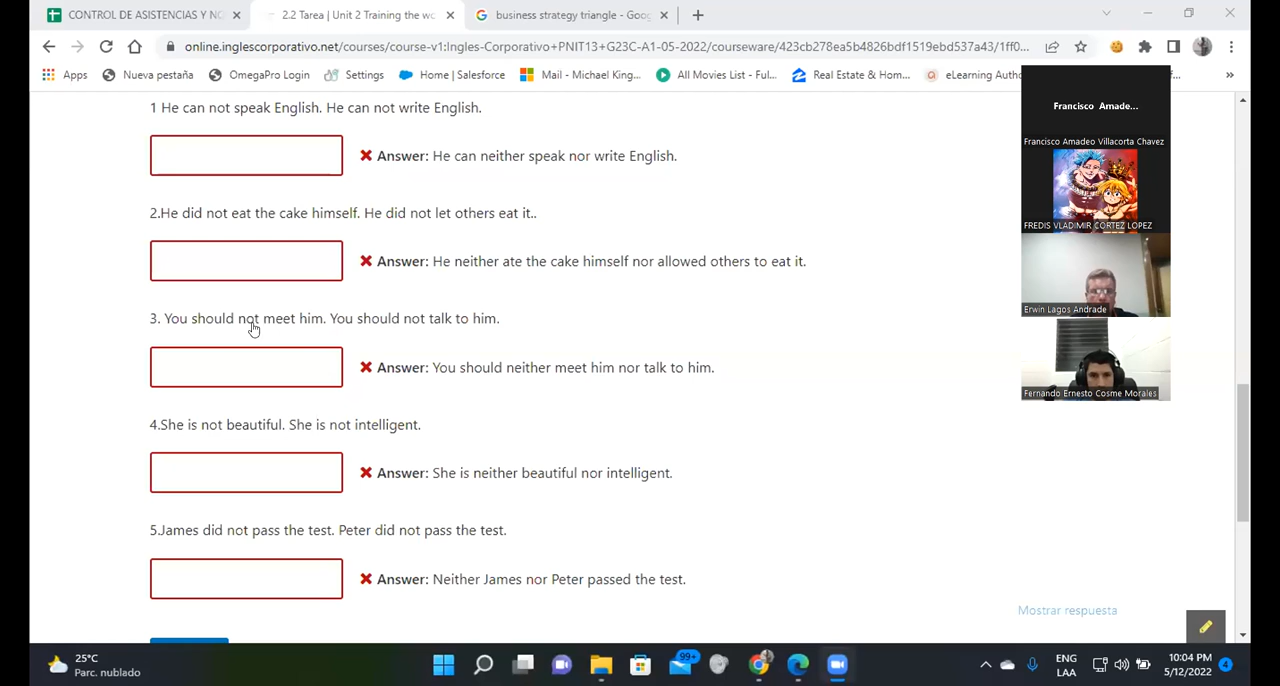 CONTROL DE ASISTENCIAS Y NO
2.2 Tarea | Unit 2 Training the wo
business strategy triangle - Goog
online.inglescorporativo.net/courses/course-v1:Ingles-Corporativo+PNIT13+G23C-A1-05-2022/courseware/423cb278ea5b4826bdf1519ebd537a43/1ff0...
Apps
Nueva pestaña
OmegaPro Login
Settings
Home | Salesforce
Mail - Michael King...
All Movies List - Ful...
Real Estate & Hom...
eLearning Autho
Francisco Amade...
Francisco Amadeo Villacorta Chavez
FREDIS VLADIMIR CORTEZ LOPEZ
Erwin Lagos Andrade
Fernando Ernesto Cosme Morales
1 He can not speak English. He can not write English.
Answer: He can neither speak nor write English.
2.He did not eat the cake himself. He did not let others eat it..
Answer: He neither ate the cake himself nor allowed others to eat it.
3. You should not meet him. You should not talk to him.
Answer: You should neither meet him nor talk to him.
4.She is not beautiful. She is not intelligent.
Answer: She is neither beautiful nor intelligent.
5.James did not pass the test. Peter did not pass the test.
Answer: Neither James nor Peter passed the test.
Mostrar respuesta
25°C
Parc. nublado
99+
ENG
LAA
10:04 PM
5/12/2022
4